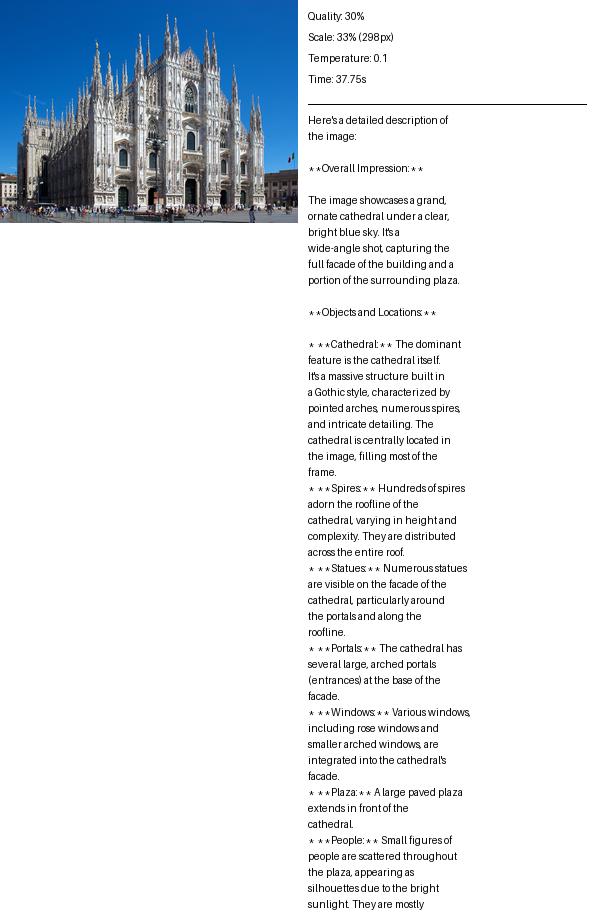 Quality: 30%
Scale: 33% (298px)
Temperature: 0.1
Time: 37.75s
Here's a detailed description of
the image:
**Overall Impression:**
The image showcases a grand,
ornate cathedral under a clear,
bright blue sky. It's a
wide-angle shot, capturing the
full facade of the building and a
portion of the surrounding plaza.
**Objects and Locations:**
* **Cathedral:** The dominant
feature is the cathedral itself.
It's a massive structure built in
a Gothic style, characterized by
pointed arches, numerous spires,
and intricate detailing. The
cathedral is centrally located in
the image, filling most of the
frame.
* **Spires:** Hundreds of spires
adorn the roofline of the
cathedral, varying in height and
complexity. They are distributed
across the entire roof.
* **Statues:** Numerous statues
are visible on the facade of the
cathedral, particularly around
the portals and along the
roofline.
* **Portals:** The cathedral has
several large, arched portals
(entrances) at the base of the
facade.
* **Windows:** Various windows,
including rose windows and
smaller arched windows, are
integrated into the cathedral's
facade.
* **Plaza:** A large paved plaza
extends in front of the
cathedral.
* **People:** Small figures of
people are scattered throughout
the plaza, appearing as
silhouettes due to the bright
sunlight. They are mostly